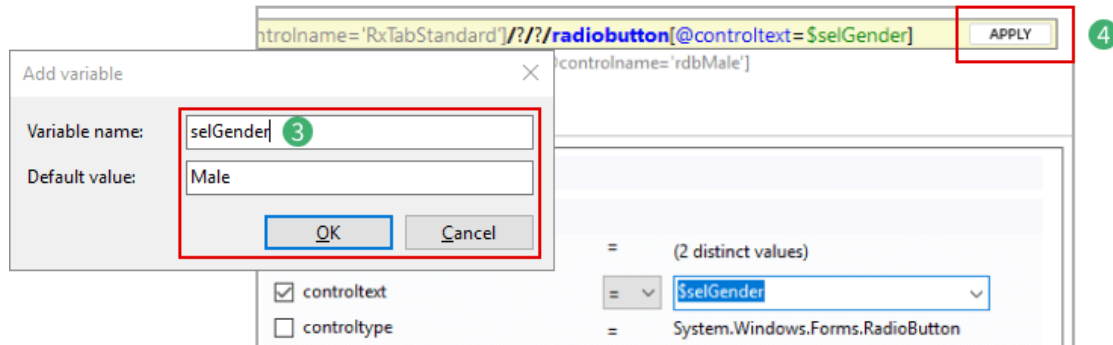 ntrolname='RxTabStandard']/?/?/radiobutton[@controltext=$selGender]
APPLY
4
controlname='rdbMale']
Add variable
Variable name:
selGender
3
Default value:
Male
OK
Cancel
=
(2 distinct values)
controltext
=
$selGender
controltype
=
System.Windows.Forms.RadioButton